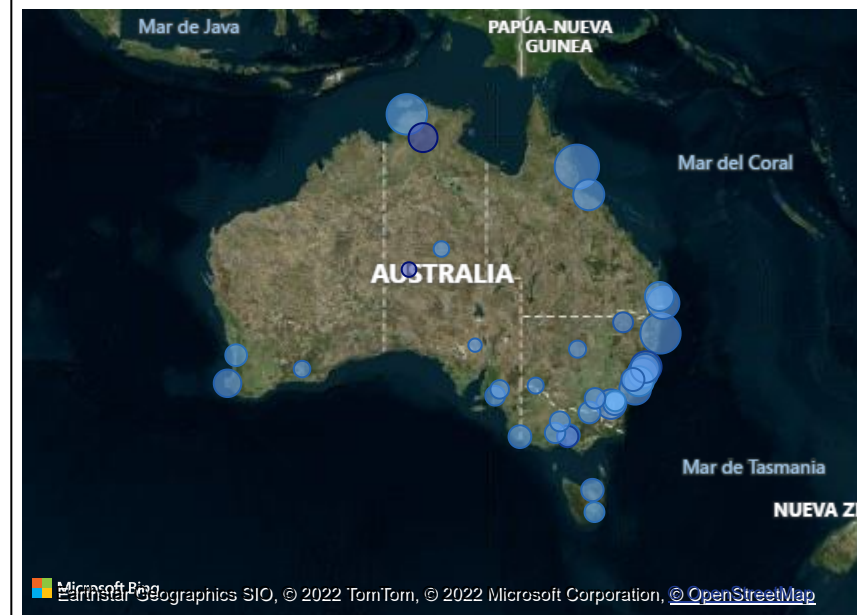 Mar de Java
PAPÚA-NUEVA
GUINEA
Mar del Coral
AUSTRALIA
Mar de Tasmania
NUEVA ZE
Microsoft Bing
Earthstar Geographics SIO, © 2022 TomTom, © 2022 Microsoft Corporation, © OpenStreetMap